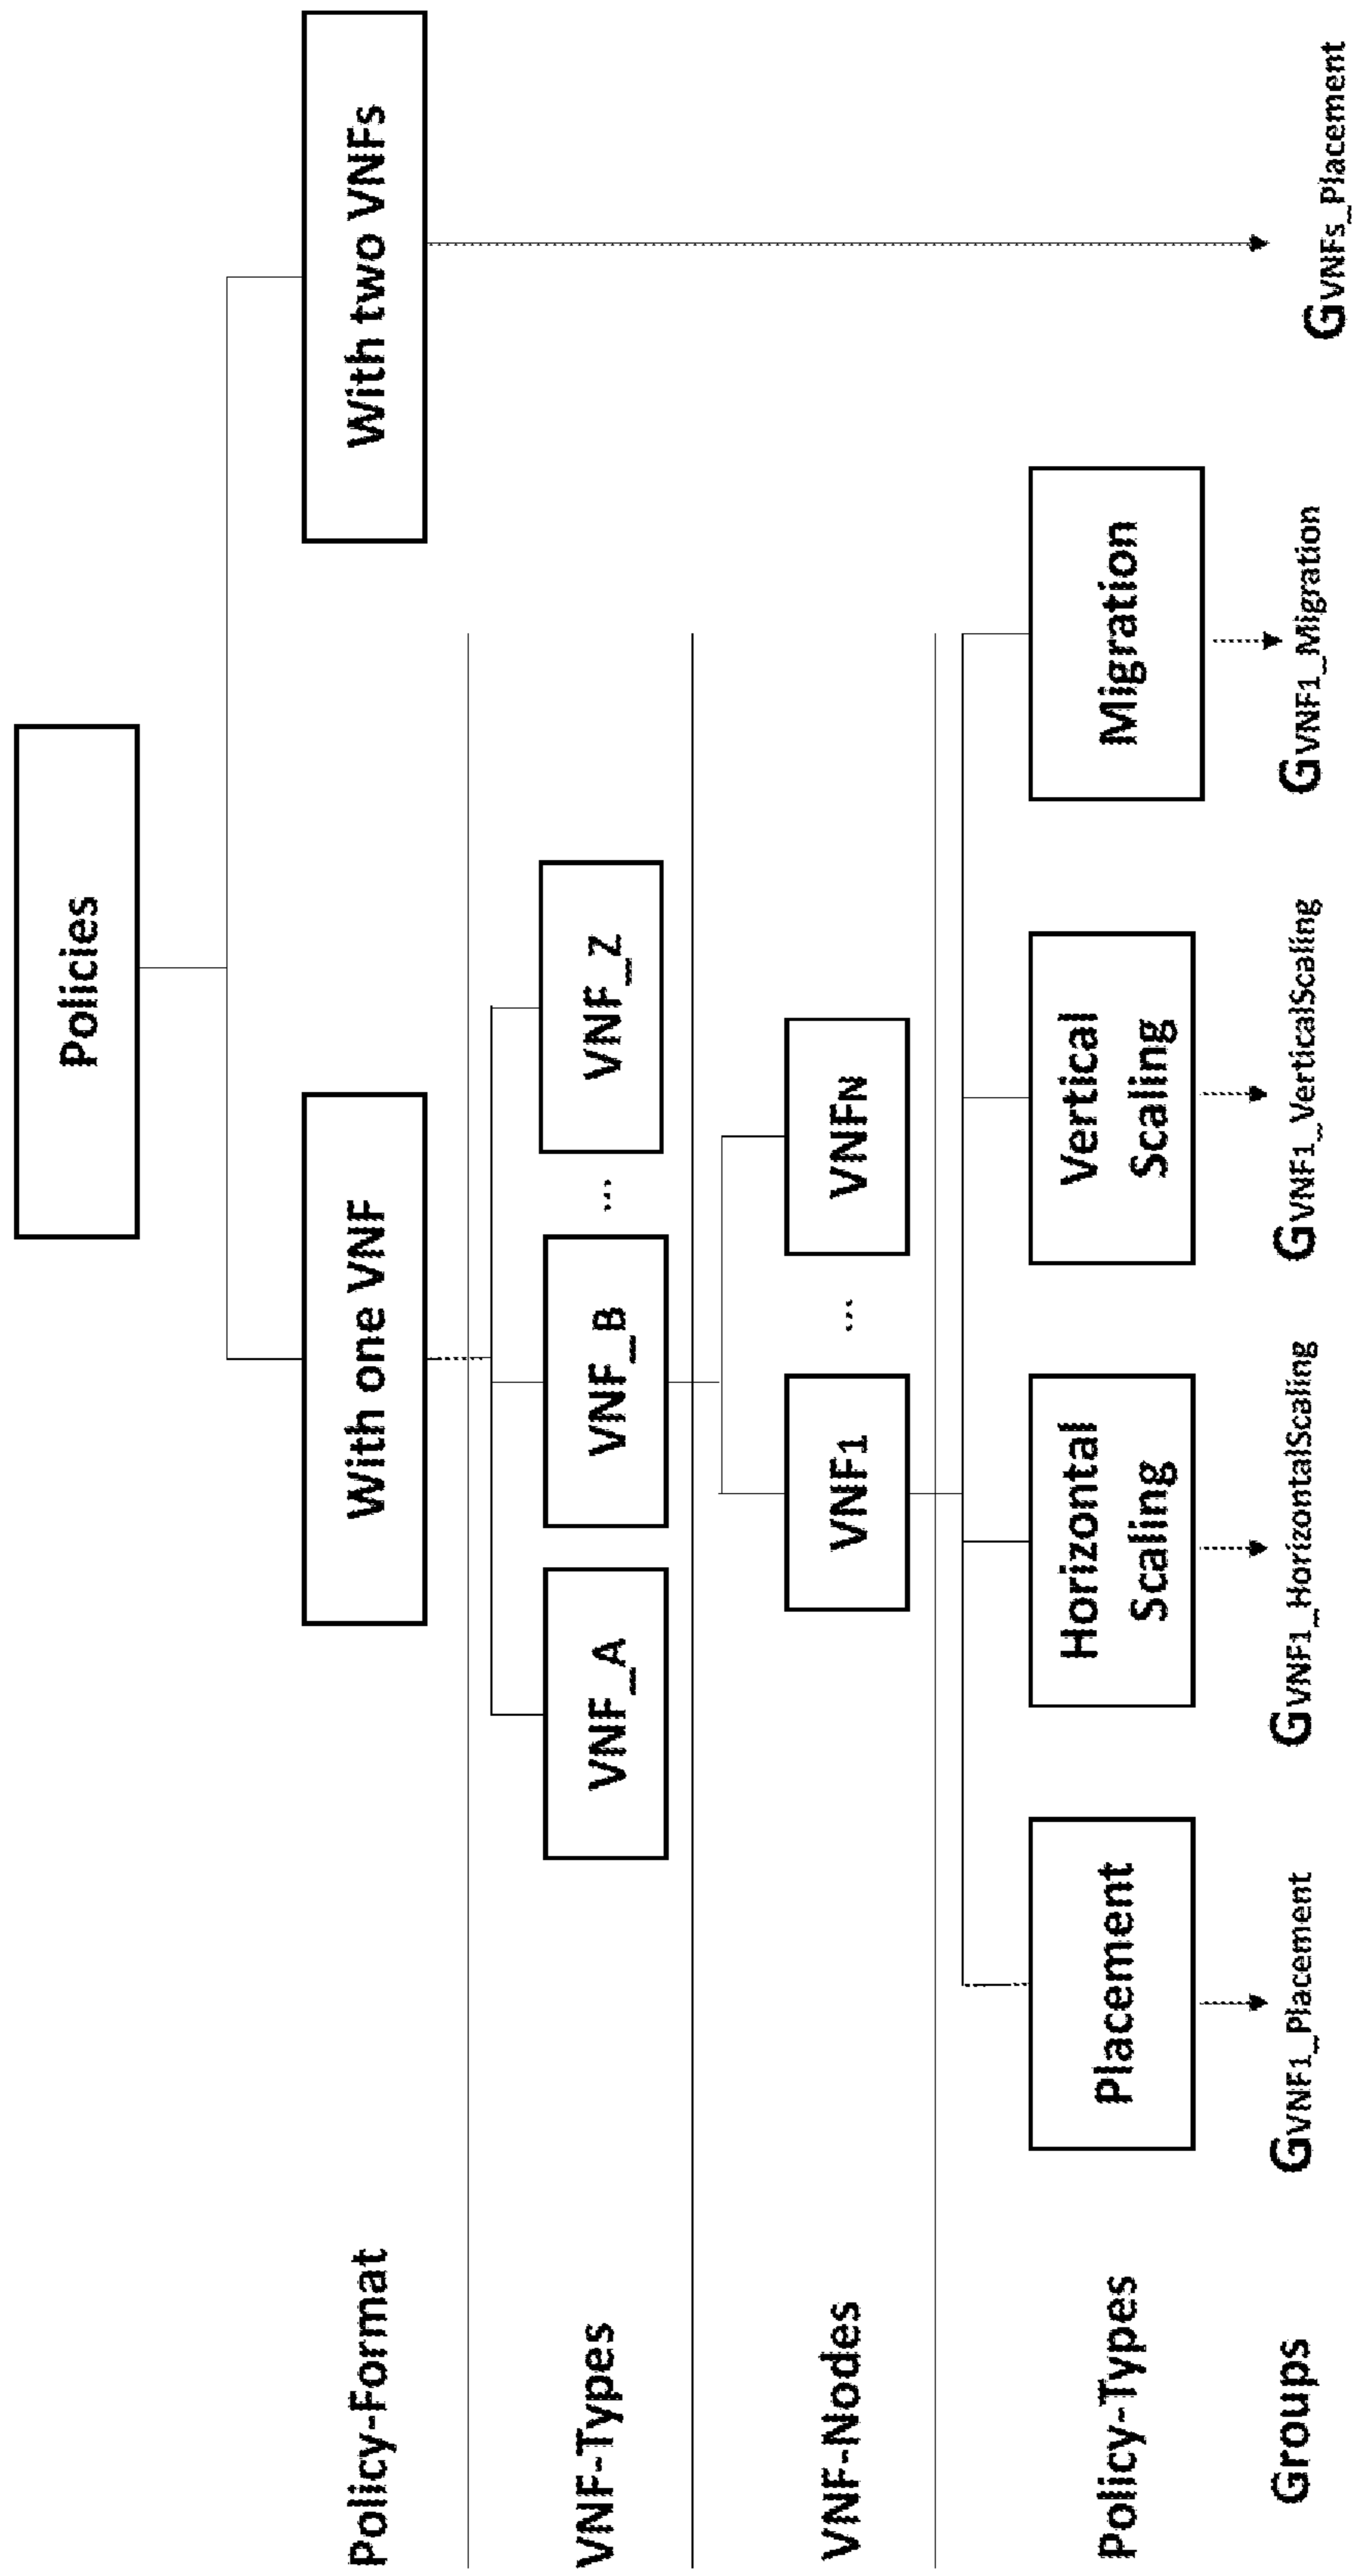 Policies
Policy-Format
With one VNF
With two VNFs
VNF-Types
VNF_A
VNF_B
...
VNF_Z
VNF-Nodes
VNF1
...
VNFN
Policy-Types
Placement
Horizontal
Scaling
Vertical
Scaling
Migration
Groups
GVNF1_Placement
GVNF1_HorizontalScaling
GVNF1_VerticalScaling
GVNF1_Migration
GVNFs_Placement